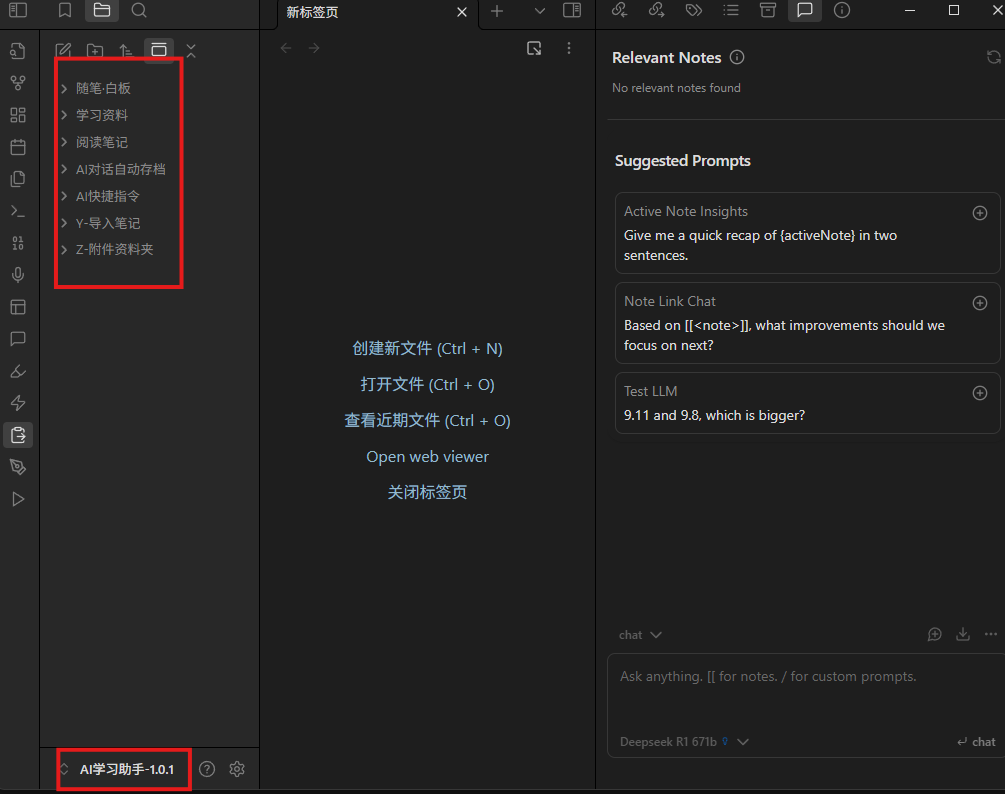 新标签页
随笔·白板
学习资料
阅读笔记
AI对话自动存档
AI快捷指令
Y-导入笔记
Z-附件资料夹
AI学习助手-1.0.1
创建新文件 (Ctrl + N)
打开文件 (Ctrl + O)
查看近期文件 (Ctrl + O)
Open web viewer
关闭标签页
Relevant Notes
No relevant notes found
Suggested Prompts
Active Note Insights
Give me a quick recap of {activeNote} in two
sentences.
Note Link Chat
Based on [[<note>]], what improvements should we
focus on next?
Test LLM
9.11 and 9.8, which is bigger?
chat
Ask anything. [[ for notes. / for custom prompts.
Deepseek R1 671b
chat